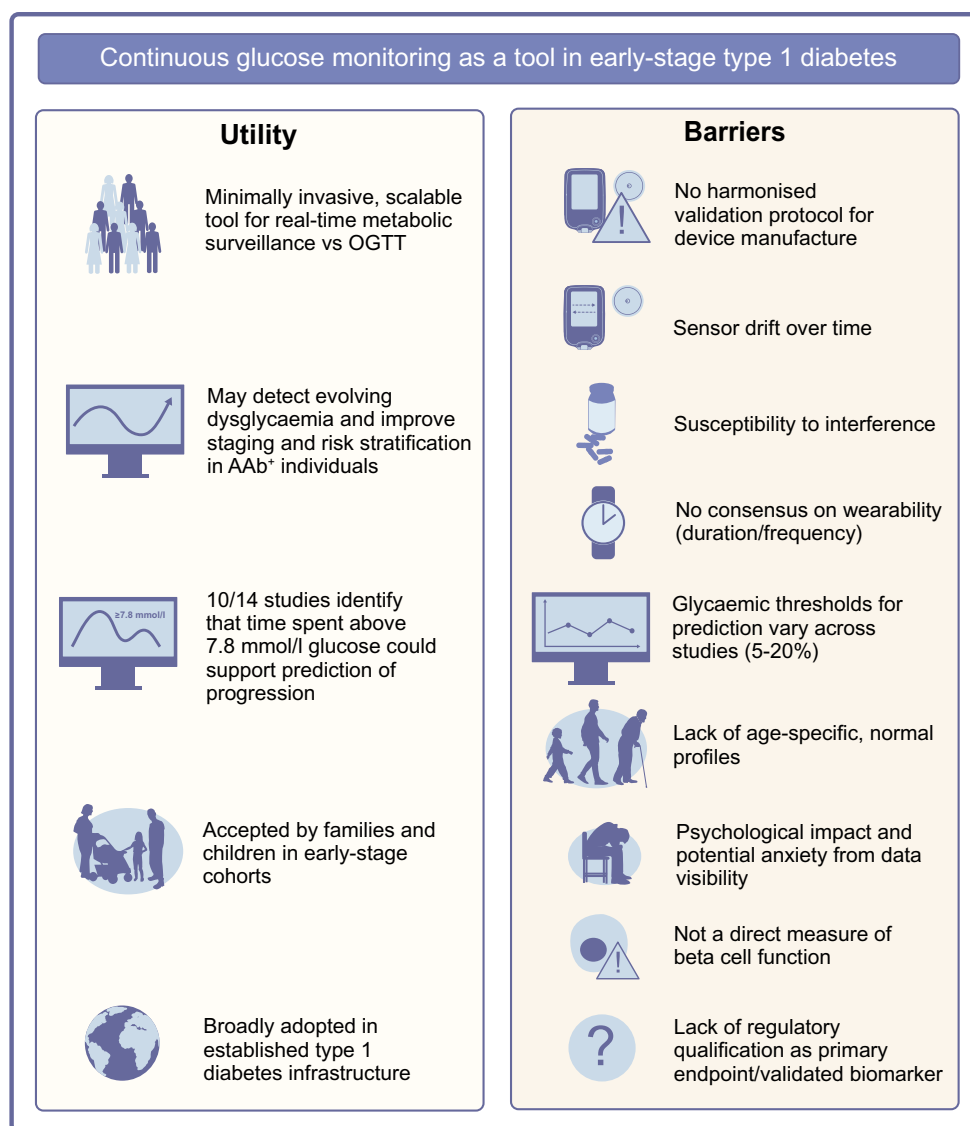 Continuous glucose monitoring as a tool in early-stage type 1 diabetes
Utility
Minimally invasive, scalable
tool for real-time metabolic
surveillance vs OGTT
May detect evolving
dysglycaemia and improve
staging and risk stratification
in AAb⁺ individuals
≥7.8 mmol/l
10/14 studies identify
that time spent above
7.8 mmol/l glucose could
support prediction of
progression
Accepted by families and
children in early-stage
cohorts
Broadly adopted in
established type 1
diabetes infrastructure
Barriers
!
No harmonised
validation protocol for
device manufacture
Sensor drift over time
Susceptibility to interference
No consensus on wearability
(duration/frequency)
Glycaemic thresholds for
prediction vary across
studies (5-20%)
Lack of age-specific, normal
profiles
Psychological impact and
potential anxiety from data
visibility
!
Not a direct measure of
beta cell function
?
Lack of regulatory
qualification as primary
endpoint/validated biomarker